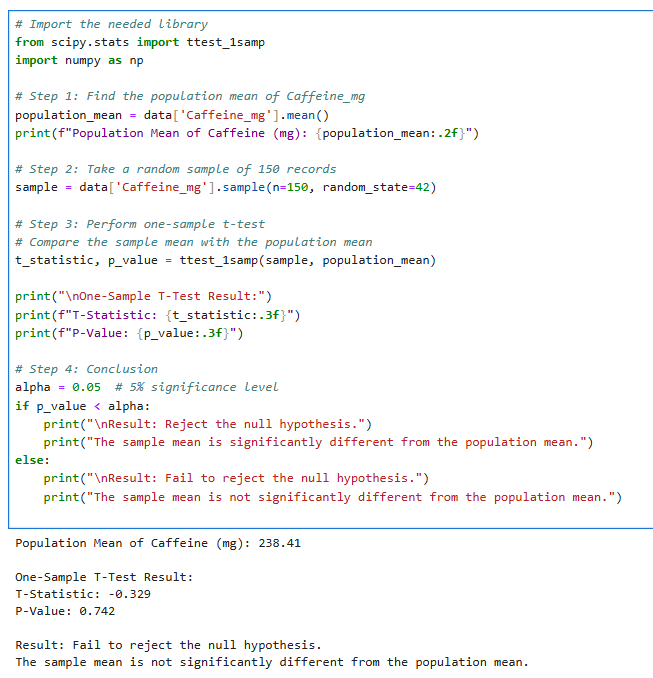 # Import the needed library
from scipy.stats import ttest_1samp
import numpy as np

# Step 1: Find the population mean of Caffeine_mg
population_mean = data['Caffeine_mg'].mean()
print(f"Population Mean of Caffeine (mg): {population_mean:.2f}")

# Step 2: Take a random sample of 150 records
sample = data['Caffeine_mg'].sample(n=150, random_state=42)

# Step 3: Perform one-sample t-test
# Compare the sample mean with the population mean
t_statistic, p_value = ttest_1samp(sample, population_mean)

print("\nOne-Sample T-Test Result:")
print(f"T-Statistic: {t_statistic:.3f}")
print(f"P-Value: {p_value:.3f}")

# Step 4: Conclusion
alpha = 0.05  # 5% significance level
if p_value < alpha:
    print("\nResult: Reject the null hypothesis.")
    print("The sample mean is significantly different from the population mean.")
else:
    print("\nResult: Fail to reject the null hypothesis.")
    print("The sample mean is not significantly different from the population mean.")

Population Mean of Caffeine (mg): 238.41

One-Sample T-Test Result:
T-Statistic: -0.329
P-Value: 0.742

Result: Fail to reject the null hypothesis.
The sample mean is not significantly different from the population mean.